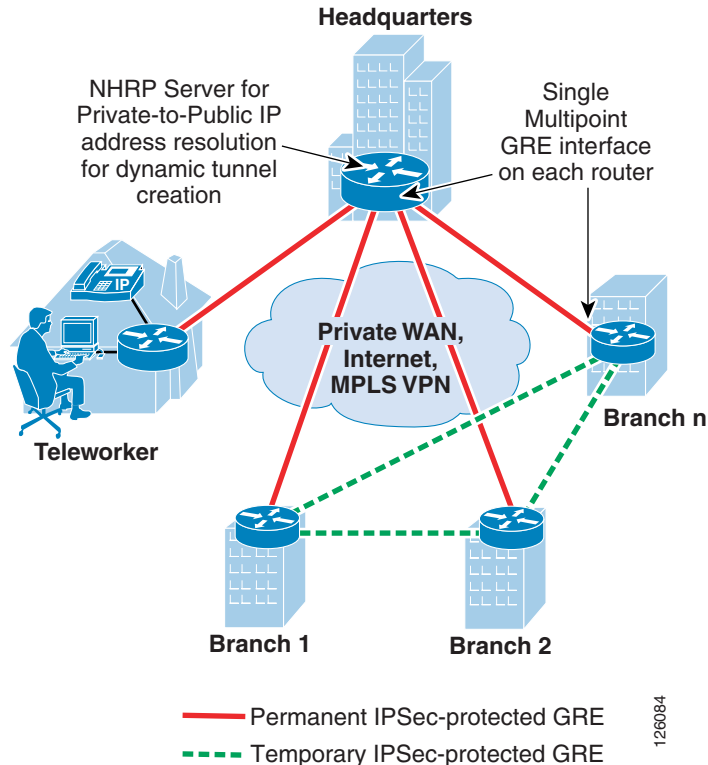 Headquarters
NHRP Server for
Private-to-Public IP
address resolution
for dynamic tunnel
creation
Single
Multipoint
GRE interface
on each router
IP
Private WAN,
Internet,
MPLS VPN
Teleworker
Branch n
Branch 1
Branch 2
Permanent IPSec-protected GRE
Temporary IPSec-protected GRE
126084